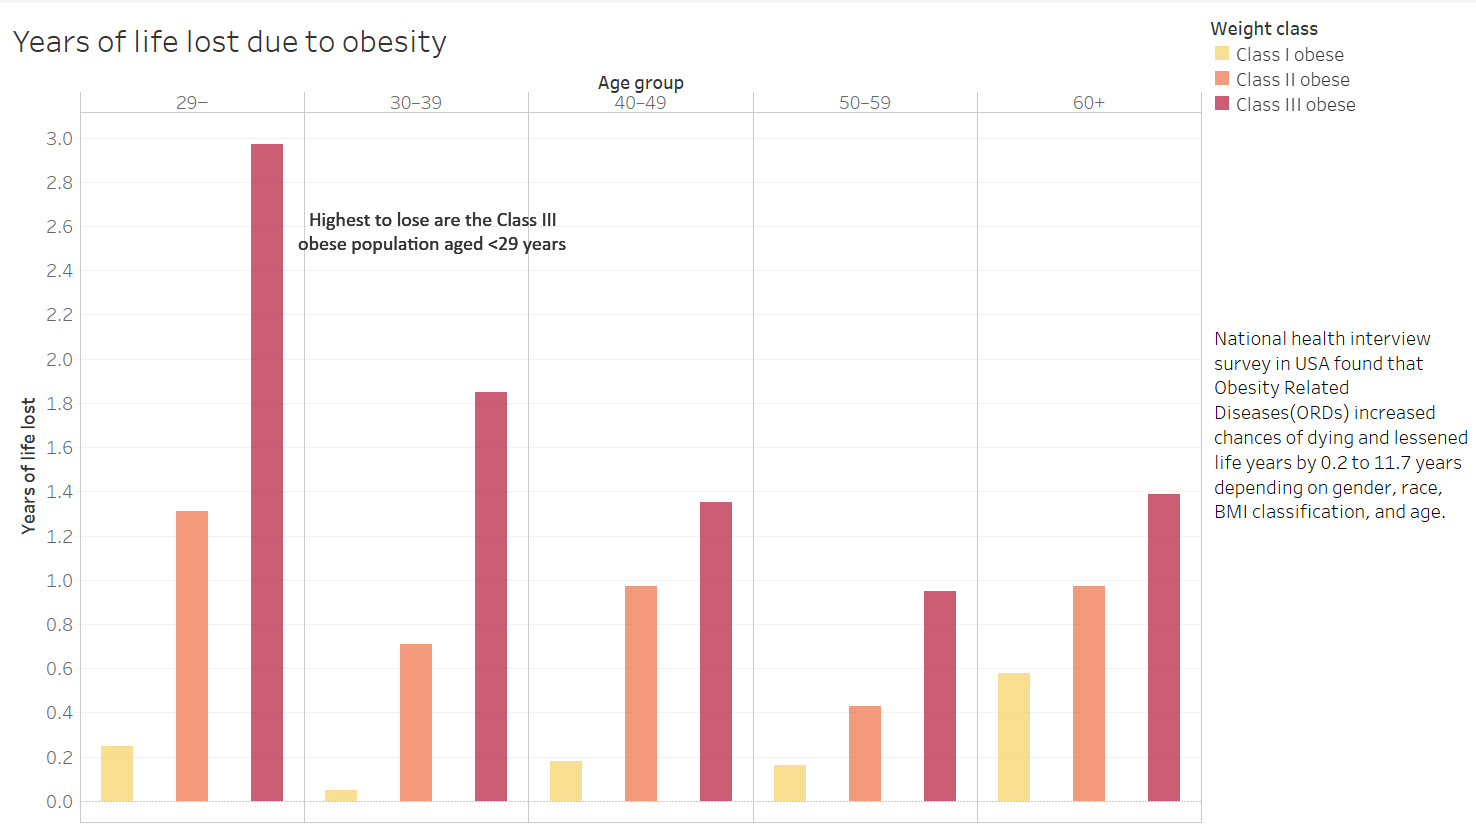 Years of life lost due to obesity
Age group
29− 30−39 40−49 50−59 60+
3.0
2.8
2.6
2.4
2.2
2.0
1.8
1.6
1.4
1.2
1.0
0.8
0.6
0.4
0.2
0.0
Years of life lost
Highest to lose are the Class III
obese population aged <29 years
Weight class
Class I obese
Class II obese
Class III obese
National health interview
survey in USA found that
Obesity Related
Diseases(ORDs) increased
chances of dying and lessened
life years by 0.2 to 11.7 years
depending on gender, race,
BMI classification, and age.